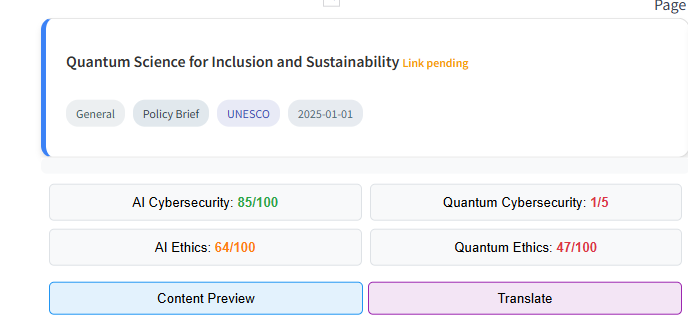 Page
Quantum Science for Inclusion and Sustainability Link pending
General Policy Brief UNESCO 2025-01-01
AI Cybersecurity: 85/100 Quantum Cybersecurity: 1/5
AI Ethics: 64/100 Quantum Ethics: 47/100
Content Preview Translate